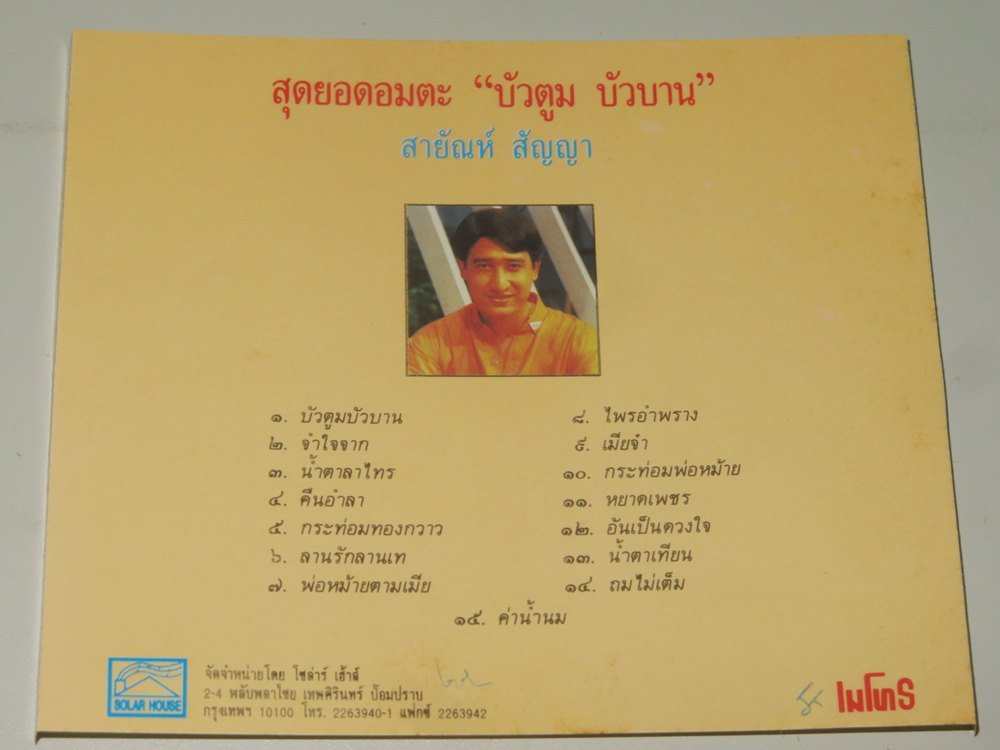 สุดยอดอมตะ “บัวตูม บัวบาน”
สายัณห์ สัญญา
๑. บัวตูมบัวบาน
๒. จำใจจาก
๓. น้ำตาลาไทร
๔. คืนอำลา
๕. กระท่อมทองกวาว
๖. ลานรักลานเท
๗. พ่อหม้ายตามเมีย
๘. ไพรอำพราง
๙. เมียจ๋า
๑๐. กระท่อมพ่อหม้าย
๑๑. หยาดเพชร
๑๒. อันเป็นดวงใจ
๑๓. น้ำตาเทียน
๑๔. ถมไม่เต็ม
๑๕. ค่าน้ำนม
SOLAR HOUSE
จัดจำหน่ายโดย โซล่าร์ เฮ้าส์
2-4 พลับพลาไชย เทพศิรินทร์ ป้อมปราบ
กรุงเทพฯ 10100 โทร. 2263940-1 แฟกซ์ 2263942
เมโทร